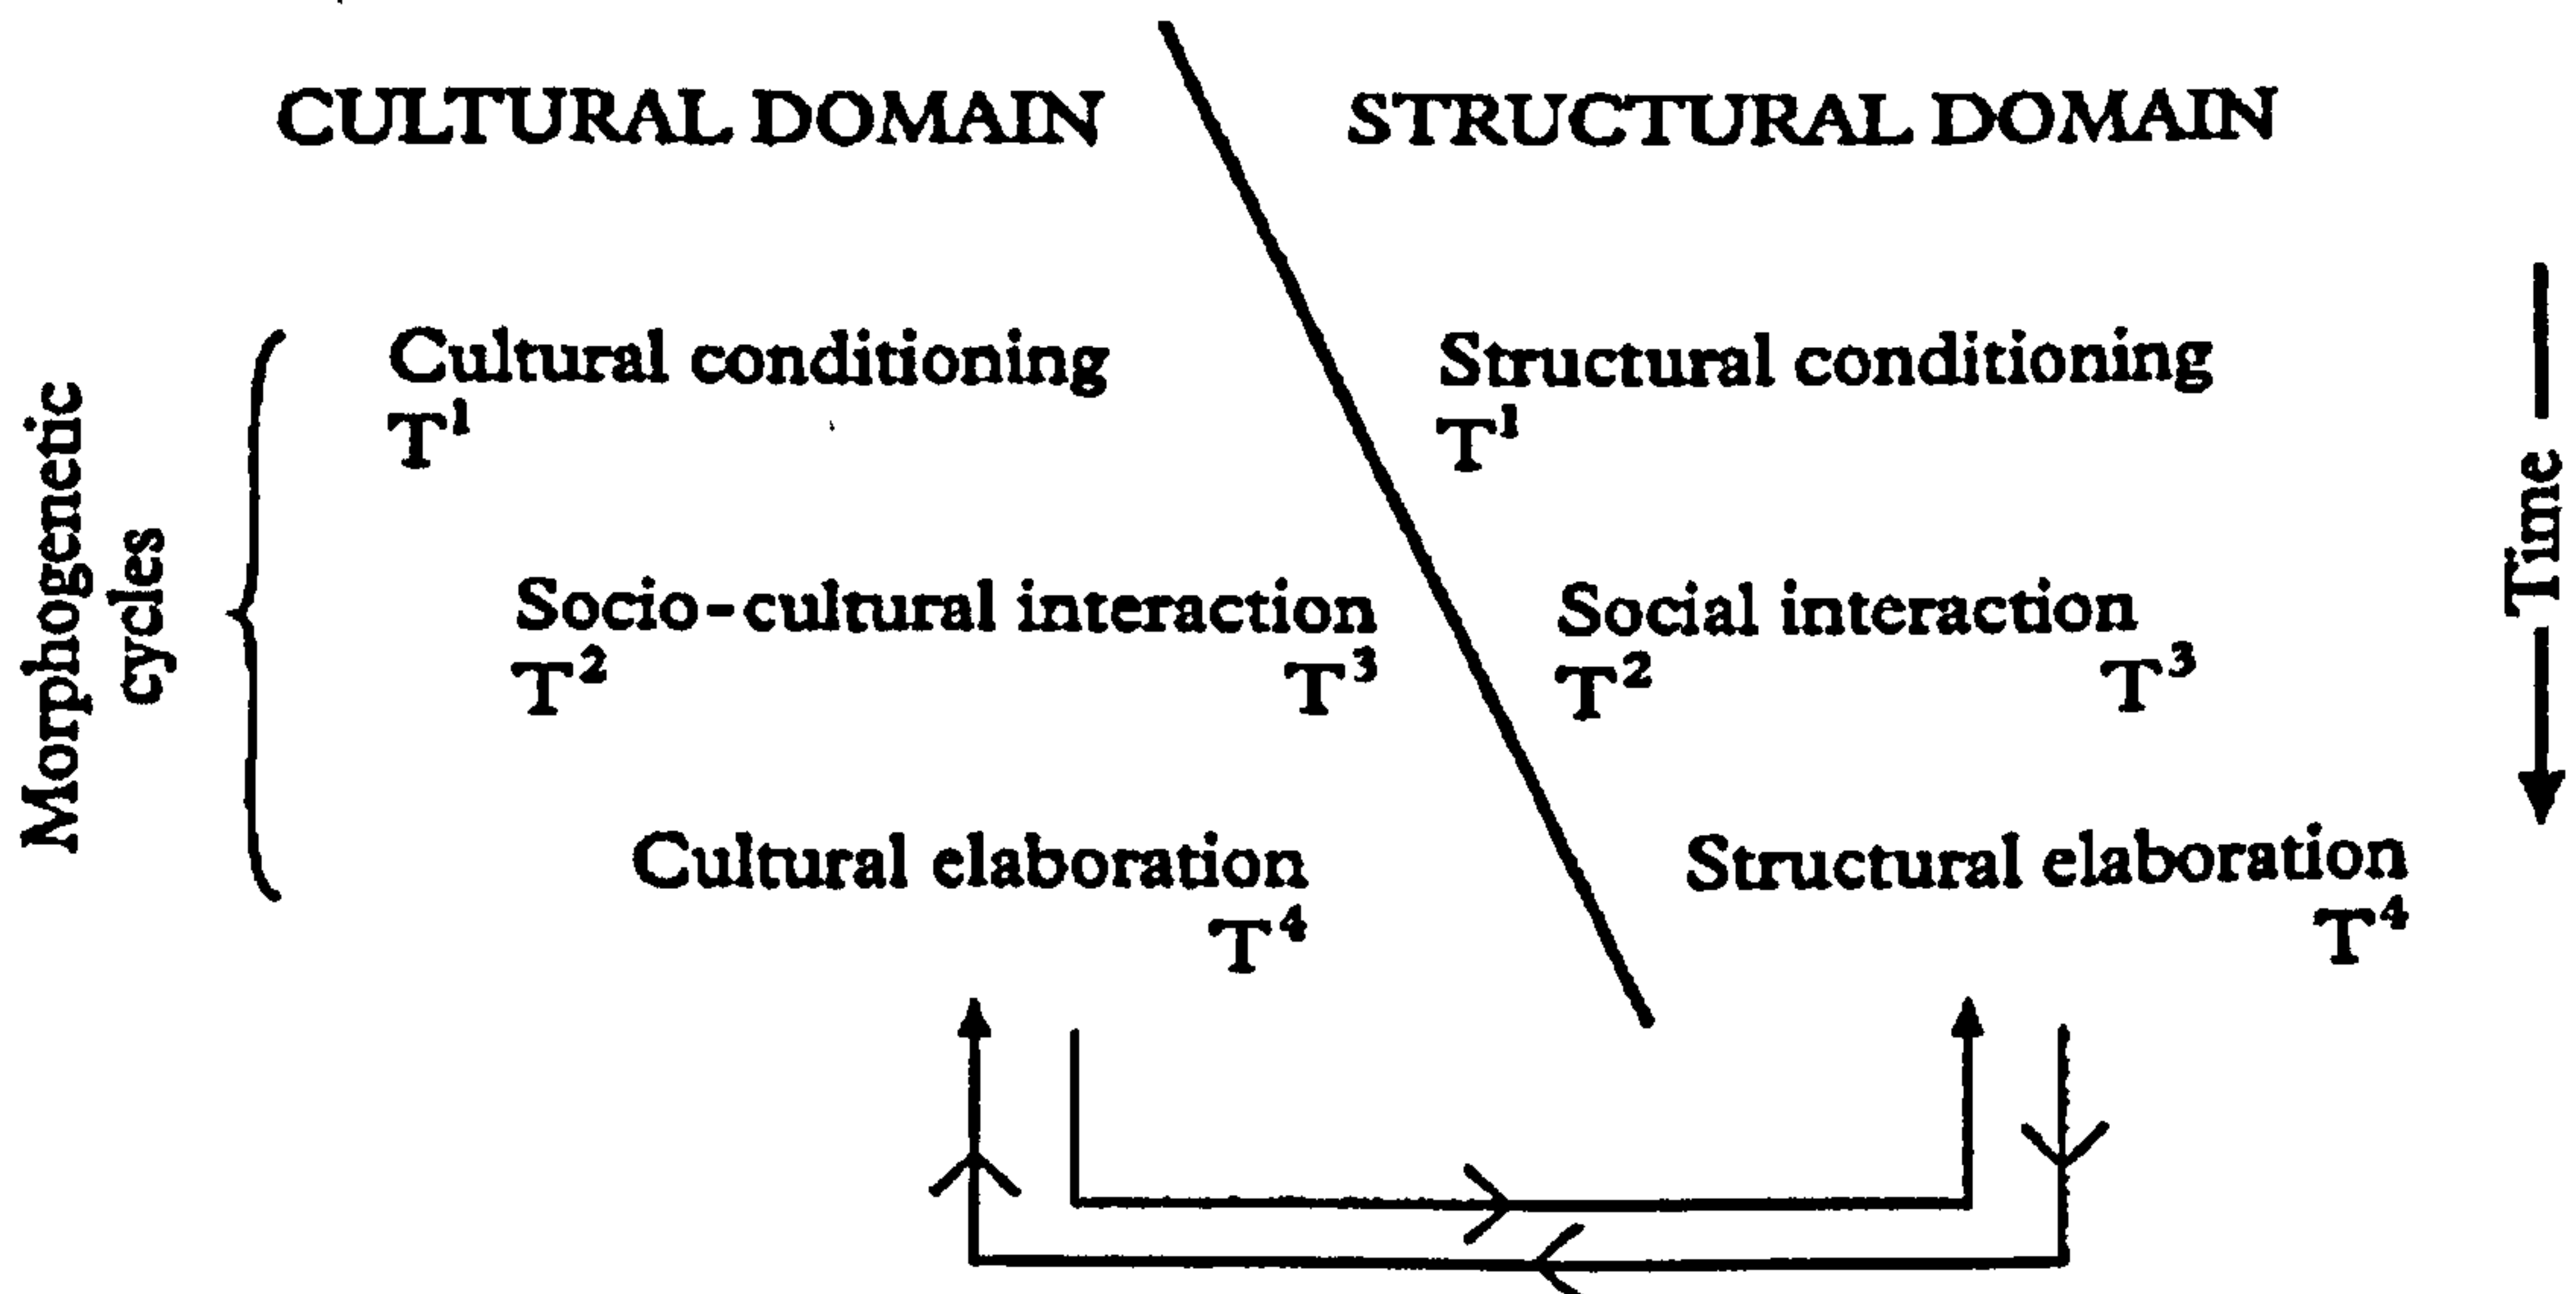 CULTURAL DOMAIN
STRUCTURAL DOMAIN
Morphogenetic
cycles
Cultural conditioning
T¹
Socio-cultural interaction
T² T³
Cultural elaboration
T⁴
Structural conditioning
T¹
Social interaction
T² T³
Structural elaboration
T⁴
Time